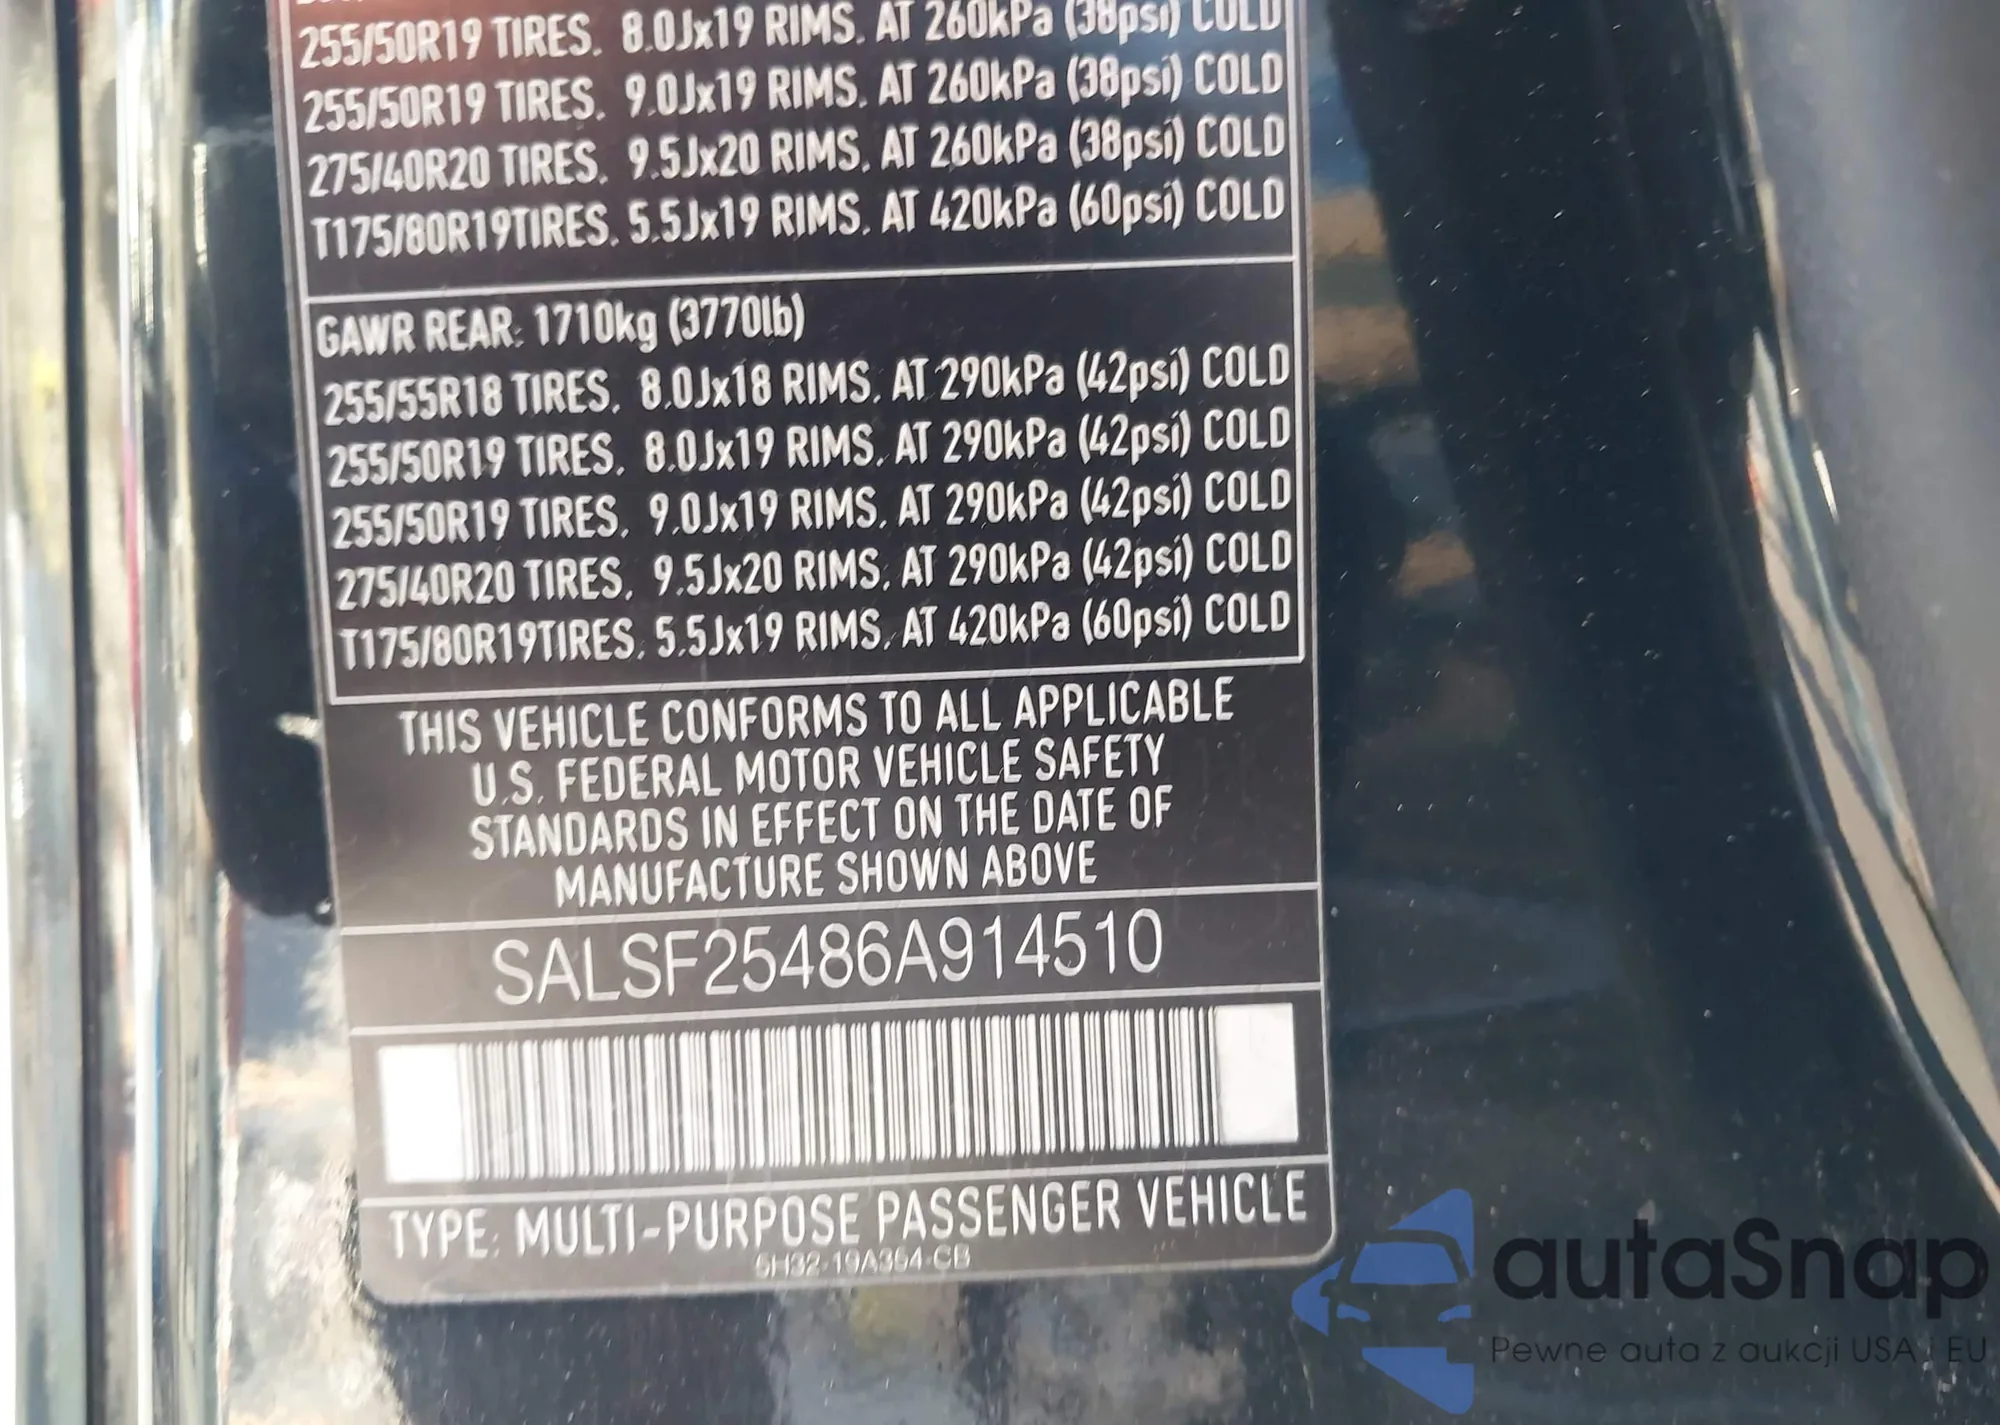 255/50R19 TIRES. 8.0Jx19 RIMS. AT 260kPa (38psi) COLD
255/50R19 TIRES. 9.0Jx19 RIMS. AT 260kPa (38psi) COLD
275/40R20 TIRES. 9.5Jx20 RIMS. AT 260kPa (38psi) COLD
T175/80R19TIRES. 5.5Jx19 RIMS. AT 420kPa (60psi) COLD
GAWR REAR: 1710kg (3770lb)
255/55R18 TIRES. 8.0Jx18 RIMS. AT 290kPa (42psi) COLD
255/50R19 TIRES. 8.0Jx19 RIMS. AT 290kPa (42psi) COLD
255/50R19 TIRES. 9.0Jx19 RIMS. AT 290kPa (42psi) COLD
275/40R20 TIRES. 9.5Jx20 RIMS. AT 290kPa (42psi) COLD
T175/80R19TIRES. 5.5Jx19 RIMS. AT 420kPa (60psi) COLD
THIS VEHICLE CONFORMS TO ALL APPLICABLE
U.S. FEDERAL MOTOR VEHICLE SAFETY
STANDARDS IN EFFECT ON THE DATE OF
MANUFACTURE SHOWN ABOVE
SALSF25486A914510
TYPE: MULTI-PURPOSE PASSENGER VEHICLE
5H32-19A354-CB
autaSnap
Pewne auta z aukcji USA i EU